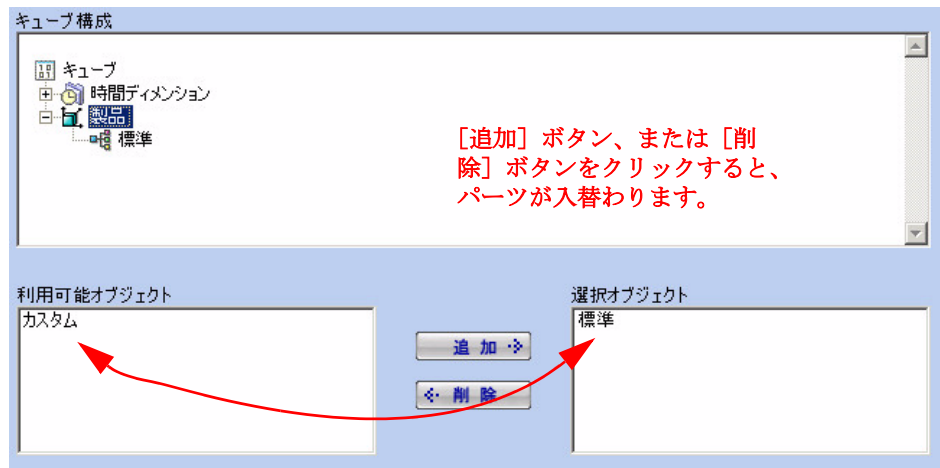 キューブ構成
キューブ
時間ディメンション
製品
標準
［追加］ボタン、または［削
除］ボタンをクリックすると、
パーツが入替わります。
利用可能オブジェクト
カスタム
追 加
削 除
選択オブジェクト
標準